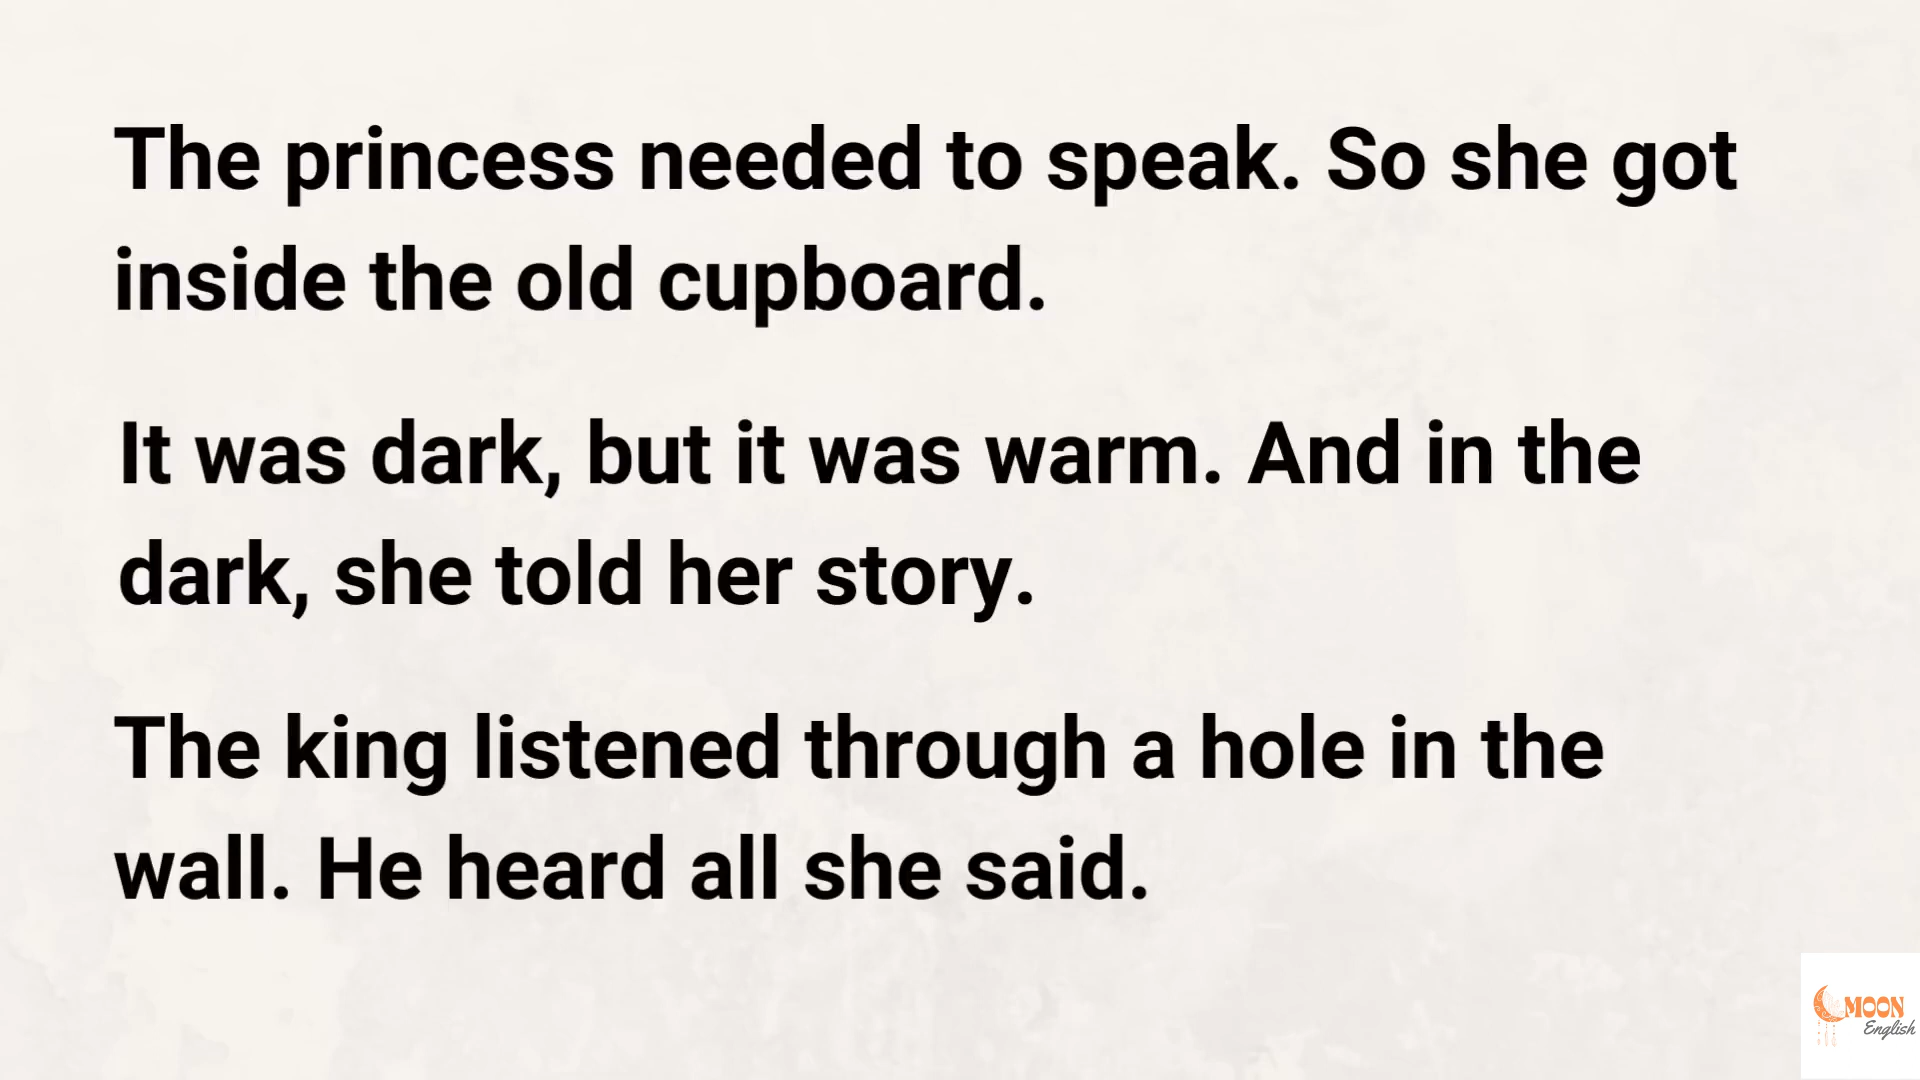 The princess needed to speak. So she got
inside the old cupboard.
It was dark, but it was warm. And in the
dark, she told her story.
The king listened through a hole in the
wall. He heard all she said.
MOON
English